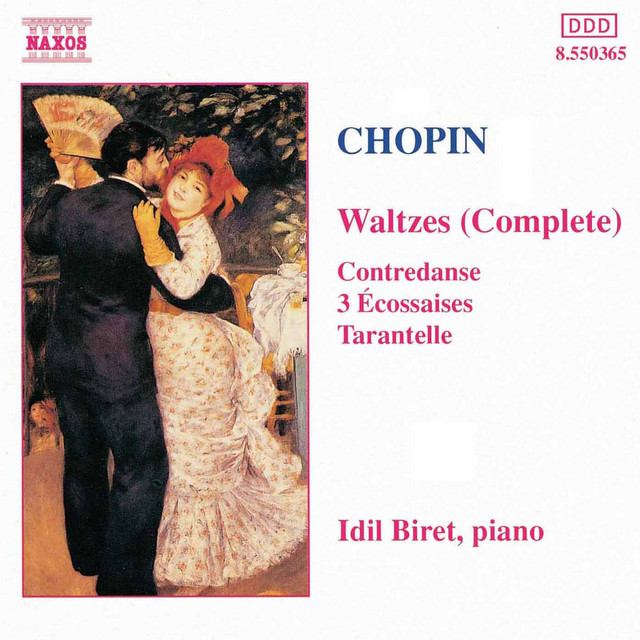 NAXOS
DDD
8.550365
CHOPIN
Waltzes (Complete)
Contredanse
3 Écossaises
Tarantelle
Idil Biret, piano